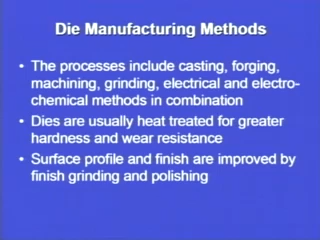 Die Manufacturing Methods
• The processes include casting, forging,
machining, grinding, electrical and electro-
chemical methods in combination
• Dies are usually heat treated for greater
hardness and wear resistance
• Surface profile and finish are improved by
finish grinding and polishing